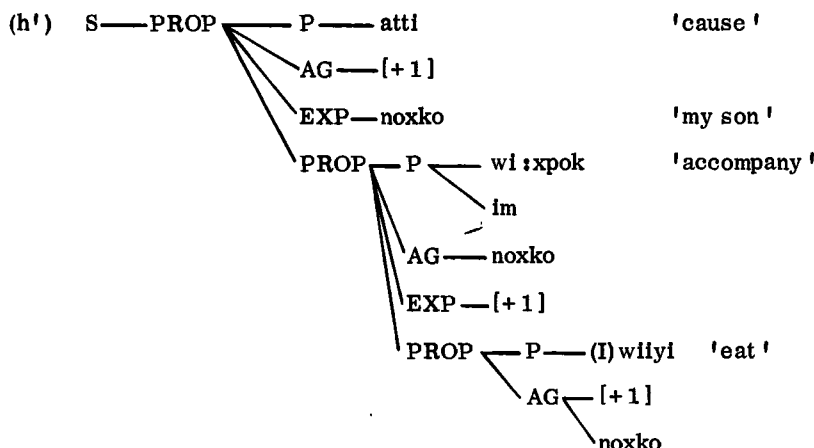 (h') S PROP P atti 'cause'
AG [+1]
EXP noxko 'my son'
PROP P wi:xpok 'accompany'
im
AG noxko
EXP [+1]
PROP P (I) wiiyi 'eat'
AG [+1]
noxko